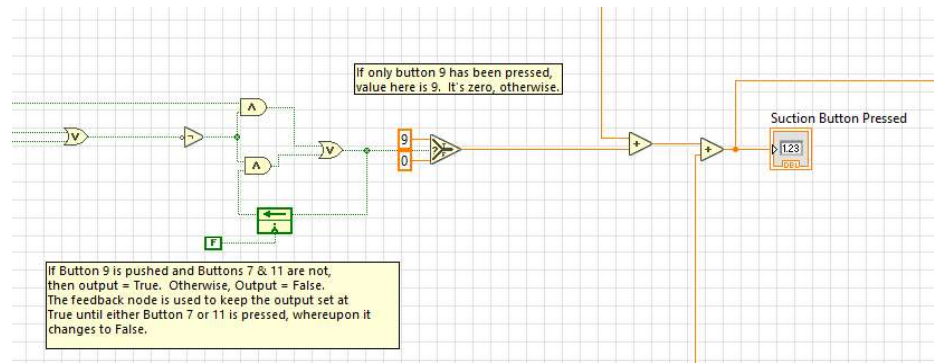 If only button 9 has been pressed,
value here is 9.  It's zero, otherwise.
Suction Button Pressed
V
Λ
¬
Λ
V
9
0
?
T
F
+
+
1.23
DBL
i
F
If Button 9 is pushed and Buttons 7 & 11 are not,
then output = True.  Otherwise, Output = False.
The feedback node is used to keep the output set at
True until either Button 7 or 11 is pressed, whereupon it
changes to False.